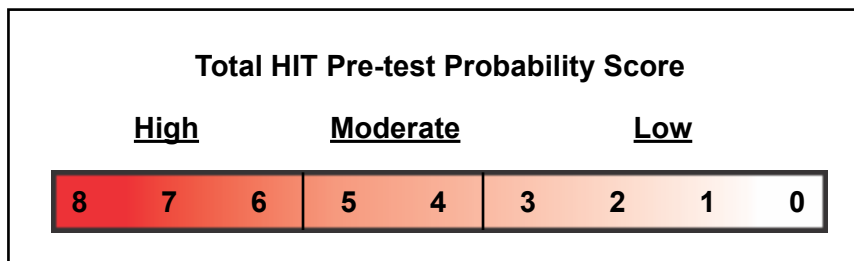 Total HIT Pre-test Probability Score
High Moderate Low
8 7 6 5 4 3 2 1 0